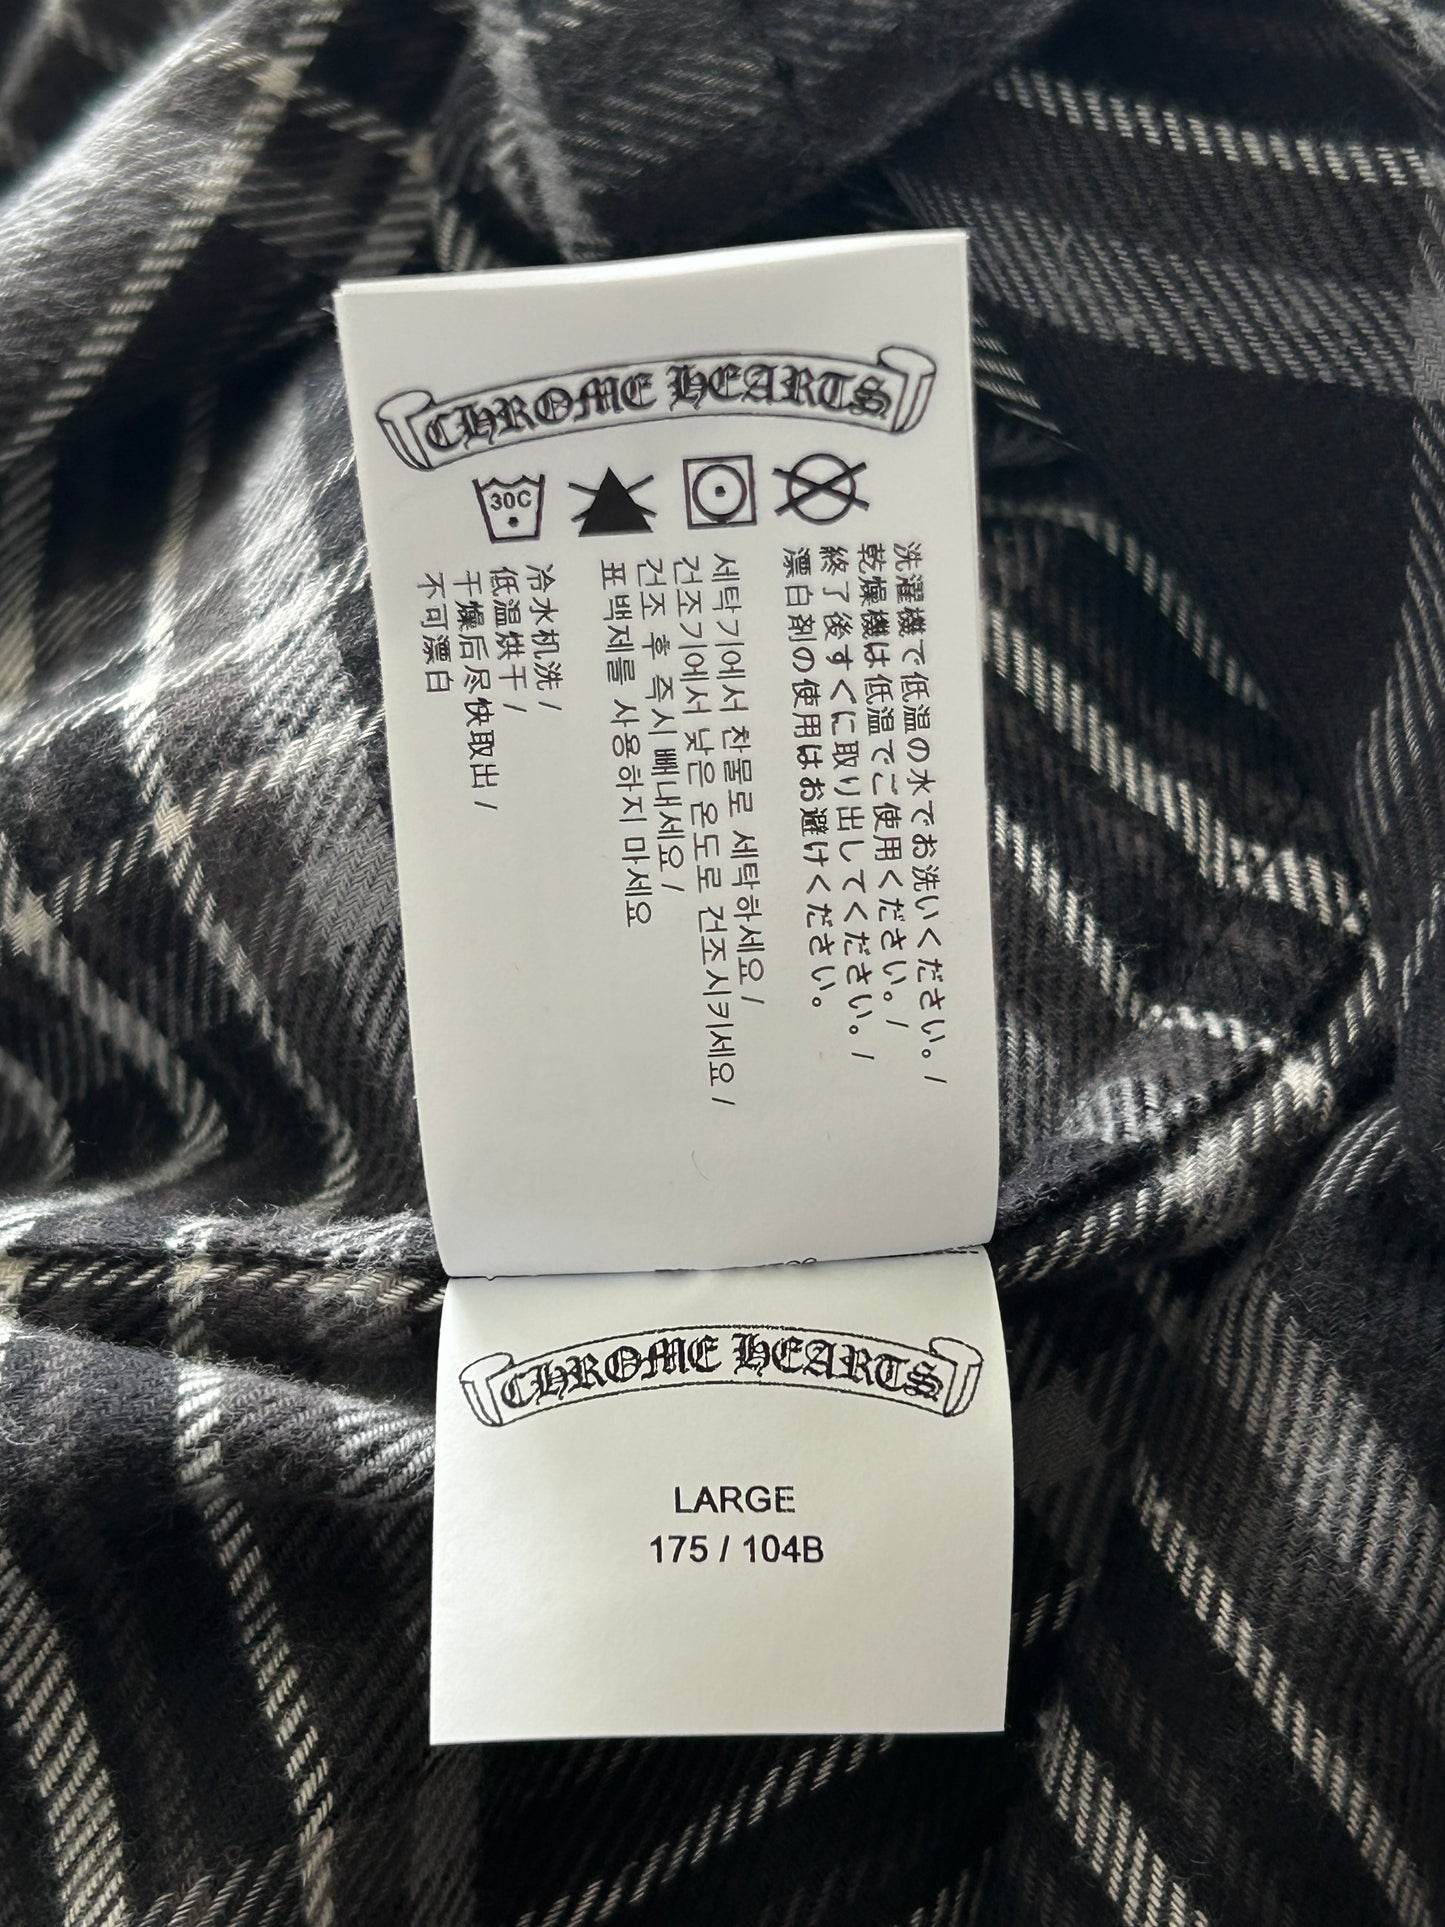 CHROME HEARTS
30C
洗濯機で低温の水でお洗いください。/
乾燥機は低温でご使用ください。/
終了後すぐに取り出してください。/
漂白剤の使用はお避けください。
세탁기에서 찬물로 세탁하세요 /
건조기에서 낮은 온도로 건조시키세요 /
건조 후 즉시 빼내세요 /
표백제를 사용하지 마세요
冷水机洗 /
低温烘干 /
干燥后尽快取出 /
不可漂白
CHROME HEARTS
LARGE
175 / 104B